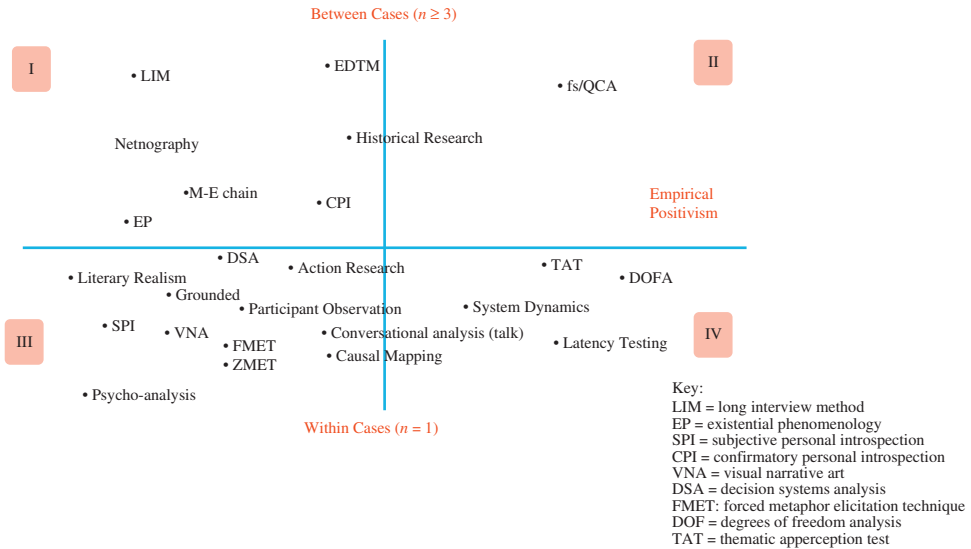 Between Cases (n ≥ 3)
I
II
• EDTM
• LIM
• fs/QCA
• Historical Research
Netnography
• M-E chain
• CPI
Empirical
Positivism
• EP
• DSA
• Action Research
• TAT
• Literary Realism
• DOFA
• Grounded
• Participant Observation
• System Dynamics
III
• SPI
• VNA
• Conversational analysis (talk)
IV
• FMET
• Latency Testing
• Causal Mapping
• ZMET
• Psycho-analysis
Within Cases (n = 1)
Key:
LIM = long interview method
EP = existential phenomenology
SPI = subjective personal introspection
CPI = confirmatory personal introspection
VNA = visual narrative art
DSA = decision systems analysis
FMET: forced metaphor elicitation technique
DOF = degrees of freedom analysis
TAT = thematic apperception test